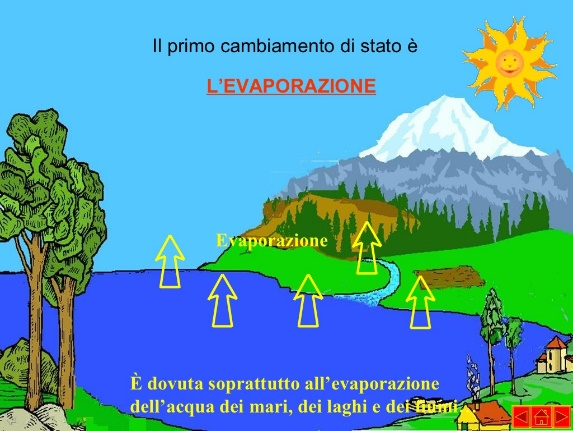 Il primo cambiamento di stato è
L'EVAPORAZIONE
Evaporazione
È dovuta soprattutto all'evaporazione
dell'acqua dei mari, dei laghi e dei fiumi